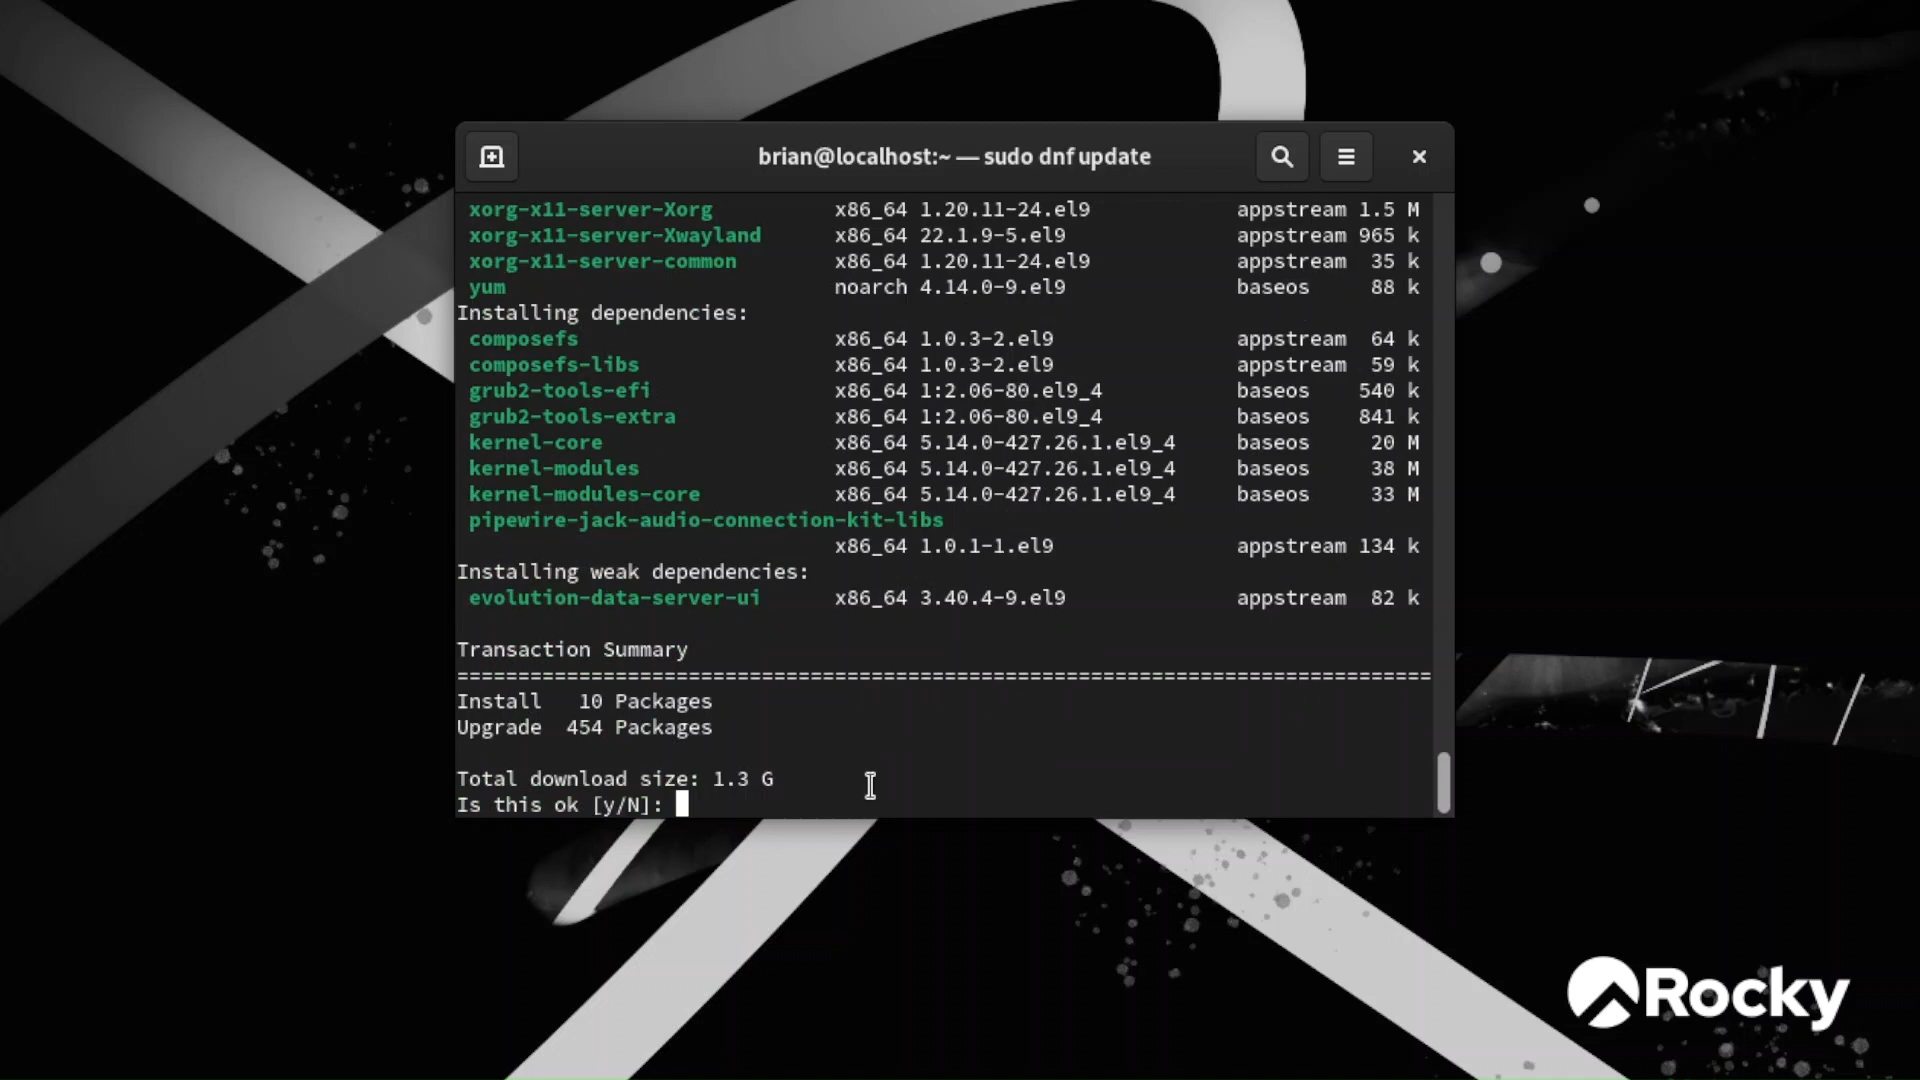 brian@localhost:~ — sudo dnf update
xorg-x11-server-Xorg x86_64 1.20.11-24.el9 appstream 1.5 M
xorg-x11-server-Xwayland x86_64 22.1.9-5.el9 appstream 965 k
xorg-x11-server-common x86_64 1.20.11-24.el9 appstream 35 k
yum noarch 4.14.0-9.el9 baseos 88 k
Installing dependencies:
composefs x86_64 1.0.3-2.el9 appstream 64 k
composefs-libs x86_64 1.0.3-2.el9 appstream 59 k
grub2-tools-efi x86_64 1:2.06-80.el9_4 baseos 540 k
grub2-tools-extra x86_64 1:2.06-80.el9_4 baseos 841 k
kernel-core x86_64 5.14.0-427.26.1.el9_4 baseos 20 M
kernel-modules x86_64 5.14.0-427.26.1.el9_4 baseos 38 M
kernel-modules-core x86_64 5.14.0-427.26.1.el9_4 baseos 33 M
pipewire-jack-audio-connection-kit-libs
x86_64 1.0.1-1.el9 appstream 134 k
Installing weak dependencies:
evolution-data-server-ui x86_64 3.40.4-9.el9 appstream 82 k
Transaction Summary
================================================================================
Install 10 Packages
Upgrade 454 Packages
Total download size: 1.3 G
Is this ok [y/N]:
Rocky